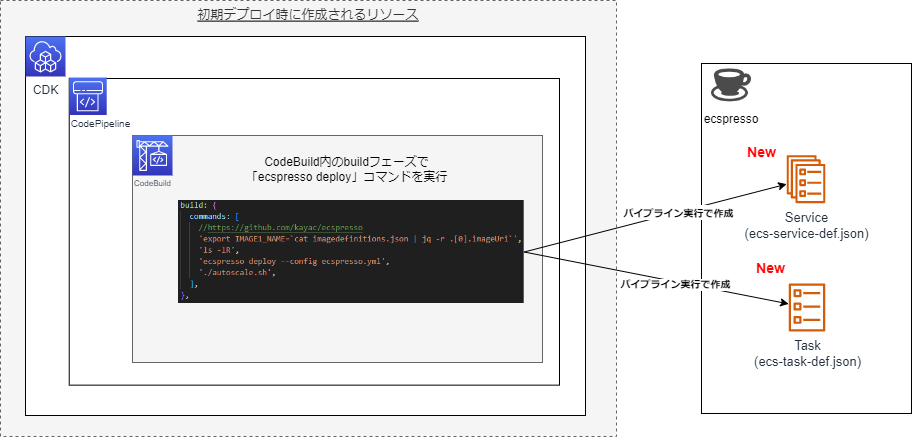 初期デプロイ時に作成されるリソース
CDK
CodePipeline
CodeBuild
CodeBuild内のbuildフェーズで
「ecspresso deploy」コマンドを実行
build: {
commands: [
//https://github.com/kayac/ecspresso
'export IMAGE1_NAME=`cat imagedefinitions.json | jq -r .[0].imageUri`',
'ls -lR',
'ecspresso deploy --config ecspresso.yml',
'./autoscale.sh',
],
},
パイプライン実行で作成
パイプライン実行で作成
ecspresso
New
Service
(ecs-service-def.json)
New
Task
(ecs-task-def.json)